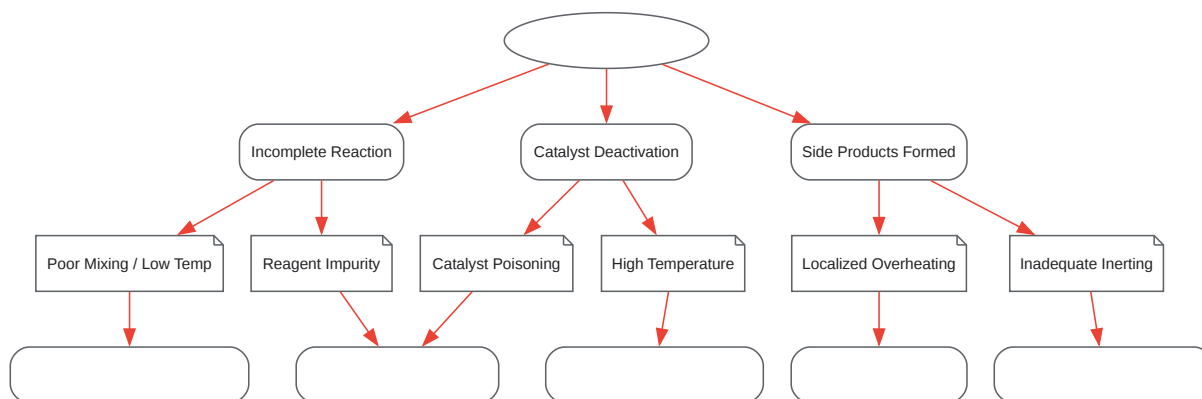 Incomplete Reaction
Catalyst Deactivation
Side Products Formed
Poor Mixing / Low Temp
Reagent Impurity
Catalyst Poisoning
High Temperature
Localized Overheating
Inadequate Inerting